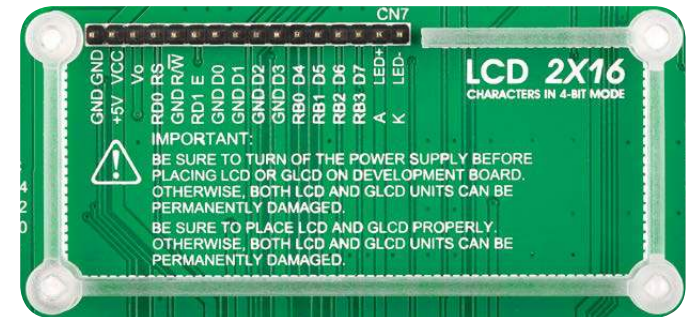 CN7
GND GND
+5V VCC
Vo
RD0 RS
GND R/W
RD1 E
GND D0
GND D1
GND D2
GND D3
RB0 D4
RB1 D5
RB2 D6
RB3 D7
A LED+
K LED-
LCD 2X16
CHARACTERS IN 4-BIT MODE
IMPORTANT:
BE SURE TO TURN OF THE POWER SUPPLY BEFORE
PLACING LCD OR GLCD ON DEVELOPMENT BOARD.
OTHERWISE, BOTH LCD AND GLCD UNITS CAN BE
PERMANENTLY DAMAGED.
BE SURE TO PLACE LCD AND GLCD PROPERLY.
OTHERWISE, BOTH LCD AND GLCD UNITS CAN BE
PERMANENTLY DAMAGED.
4
2
0